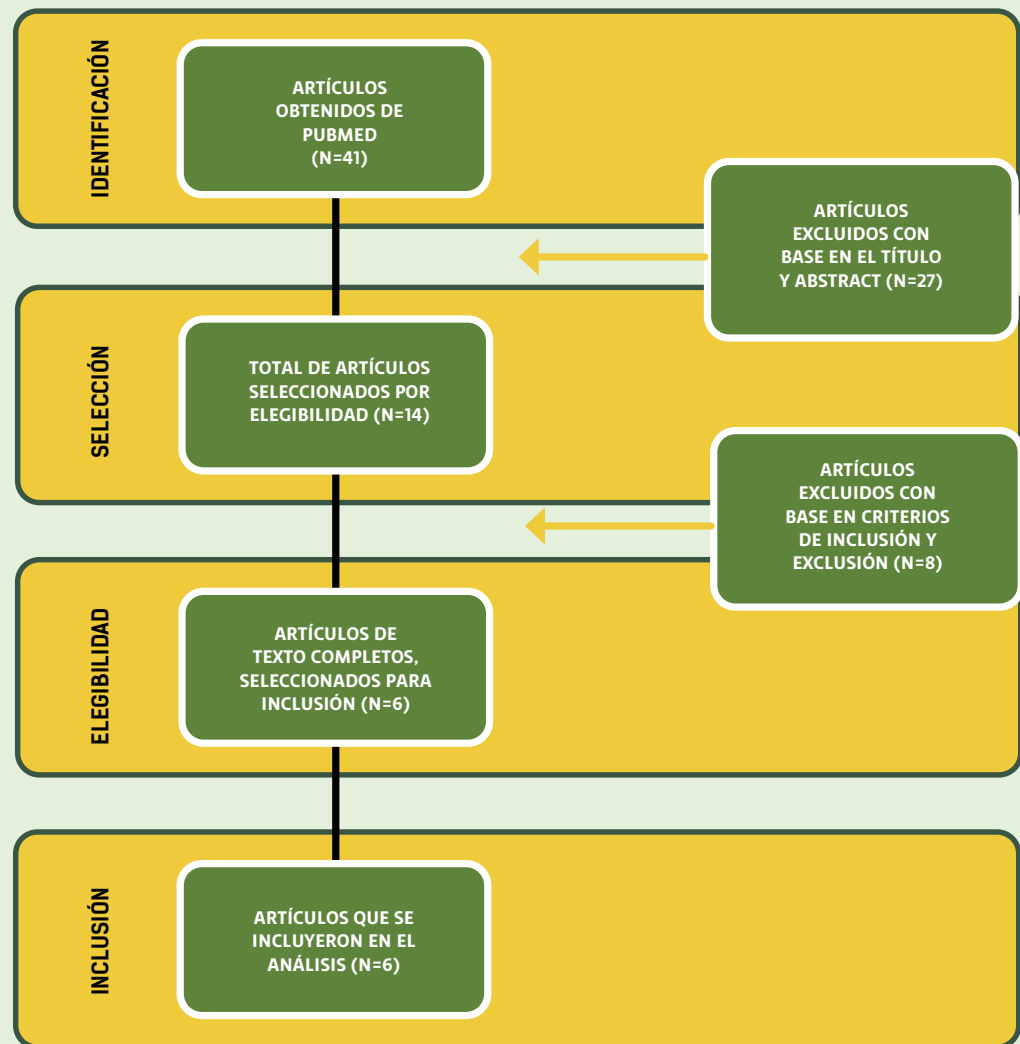 IDENTIFICACIÓN
ARTÍCULOS
OBTENIDOS DE
PUBMED
(N=41)
ARTÍCULOS
EXCLUIDOS CON
BASE EN EL TÍTULO
Y ABSTRACT (N=27)
SELECCIÓN
TOTAL DE ARTÍCULOS
SELECCIONADOS POR
ELEGIBILIDAD (N=14)
ARTÍCULOS
EXCLUIDOS CON
BASE EN CRITERIOS
DE INCLUSIÓN Y
EXCLUSIÓN (N=8)
ELEGIBILIDAD
ARTÍCULOS DE
TEXTO COMPLETOS,
SELECCIONADOS PARA
INCLUSIÓN (N=6)
INCLUSIÓN
ARTÍCULOS QUE SE
INCLUYERON EN EL
ANÁLISIS (N=6)